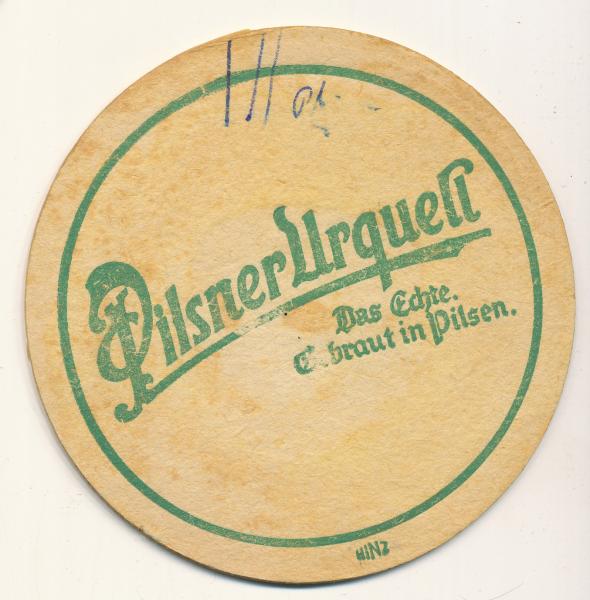 Pilsner Urquell
Das Echte.
Gebraut in Pilsen.
HINZ